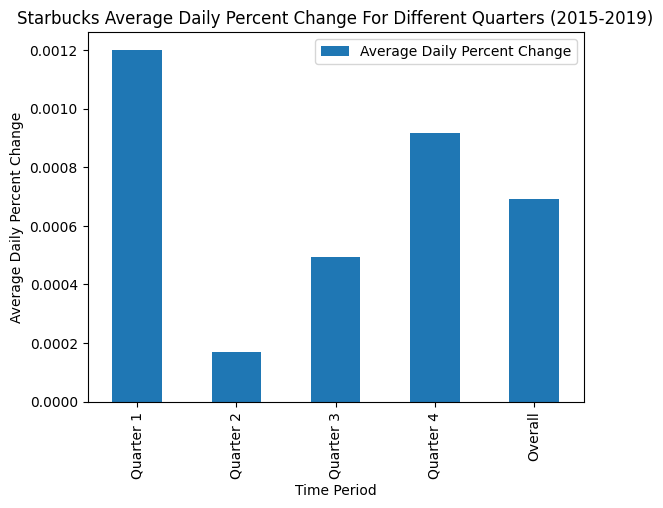 Starbucks Average Daily Percent Change For Different Quarters (2015-2019)
Average Daily Percent Change
0.0012
0.0010
0.0008
0.0006
0.0004
0.0002
0.0000
Average Daily Percent Change
Quarter 1
Quarter 2
Quarter 3
Quarter 4
Overall
Time Period